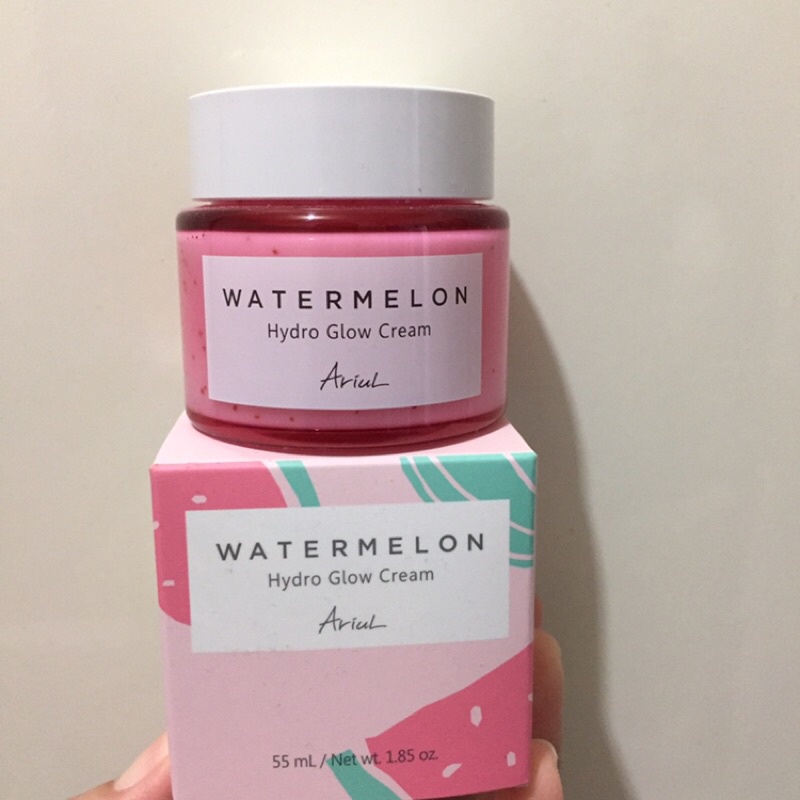 WATERMELON
Hydro Glow Cream
Ariul
WATERMELON
Hydro Glow Cream
Ariul
55 mL / Net wt. 1.85 oz.